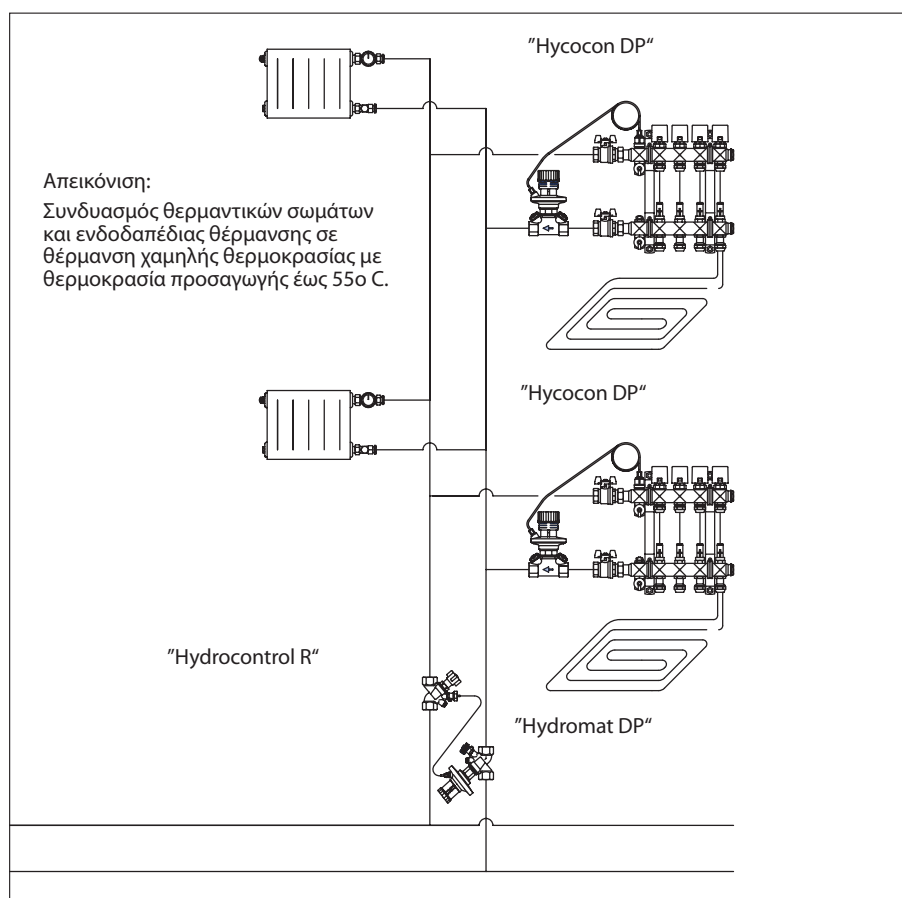 ”Hycocon DP“
Απεικόνιση:
Συνδυασμός θερμαντικών σωμάτων
και ενδοδαπέδιας θέρμανσης σε
θέρμανση χαμηλής θερμοκρασίας με
θερμοκρασία προσαγωγής έως 55ο C.
”Hycocon DP“
”Hydrocontrol R“
”Hydromat DP“